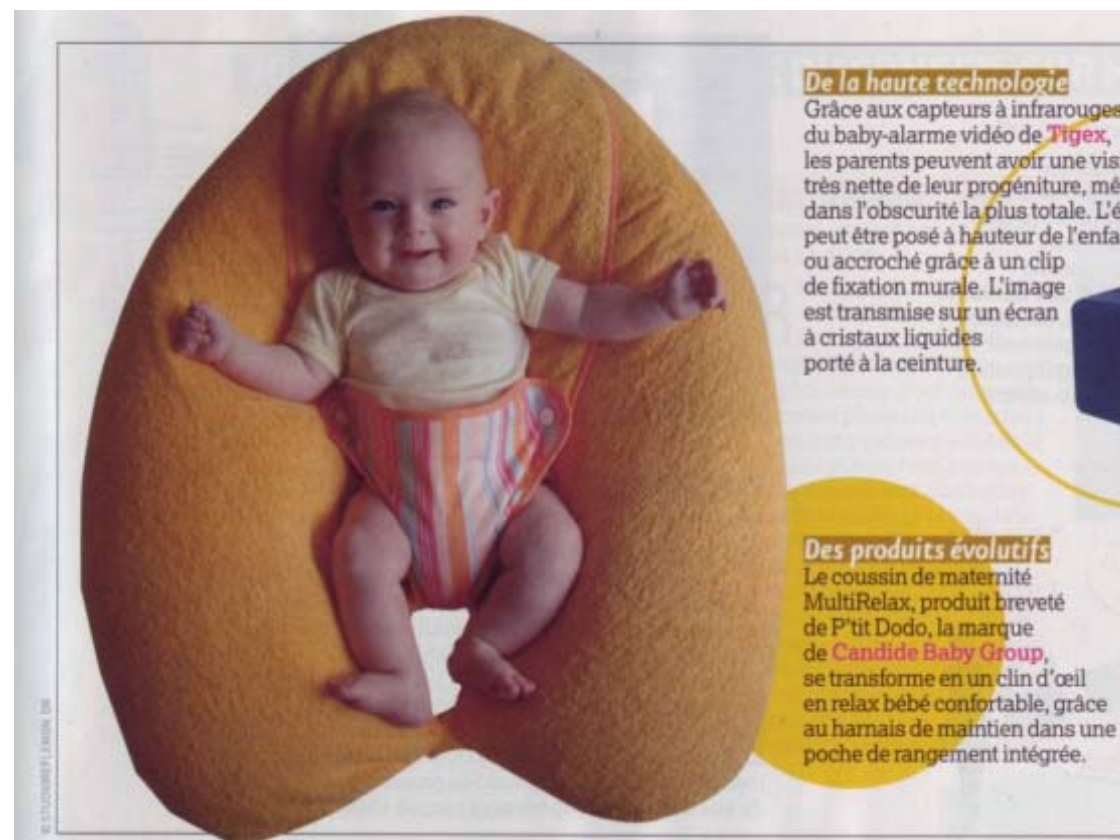 De la haute technologie
Grâce aux capteurs à infrarouges
du baby-alarme vidéo de Tigex,
les parents peuvent avoir une vis
très nette de leur progéniture, mê
dans l'obscurité la plus totale. L'é
peut être posé à hauteur de l'enfa
ou accroché grâce à un clip
de fixation murale. L'image
est transmise sur un écran
à cristaux liquides
porté à la ceinture.
Des produits évolutifs
Le coussin de maternité
MultiRelax, produit breveté
de P'tit Dodo, la marque
de Candide Baby Group,
se transforme en un clin d'œil
en relax bébé confortable, grâce
au harnais de maintien dans une
poche de rangement intégrée.